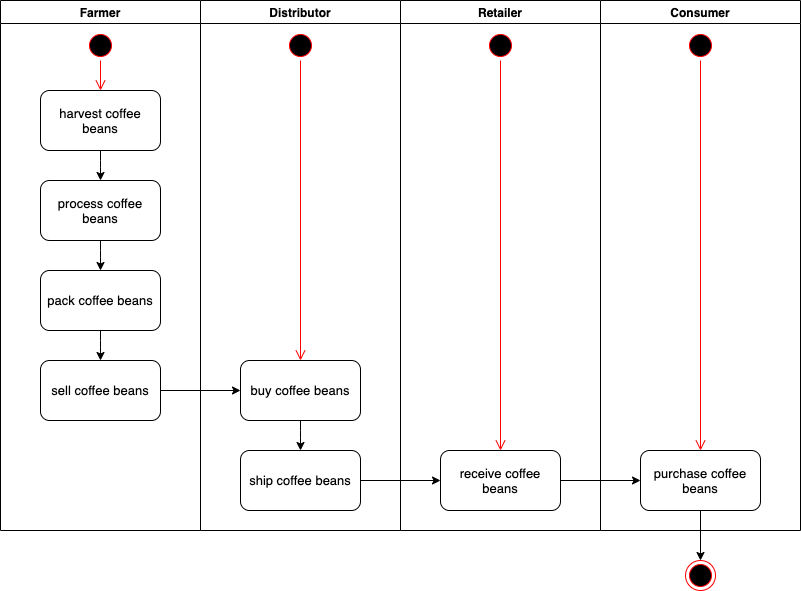 Farmer
Distributor
Retailer
Consumer
harvest coffee
beans
process coffee
beans
pack coffee beans
sell coffee beans
buy coffee beans
ship coffee beans
receive coffee
beans
purchase coffee
beans